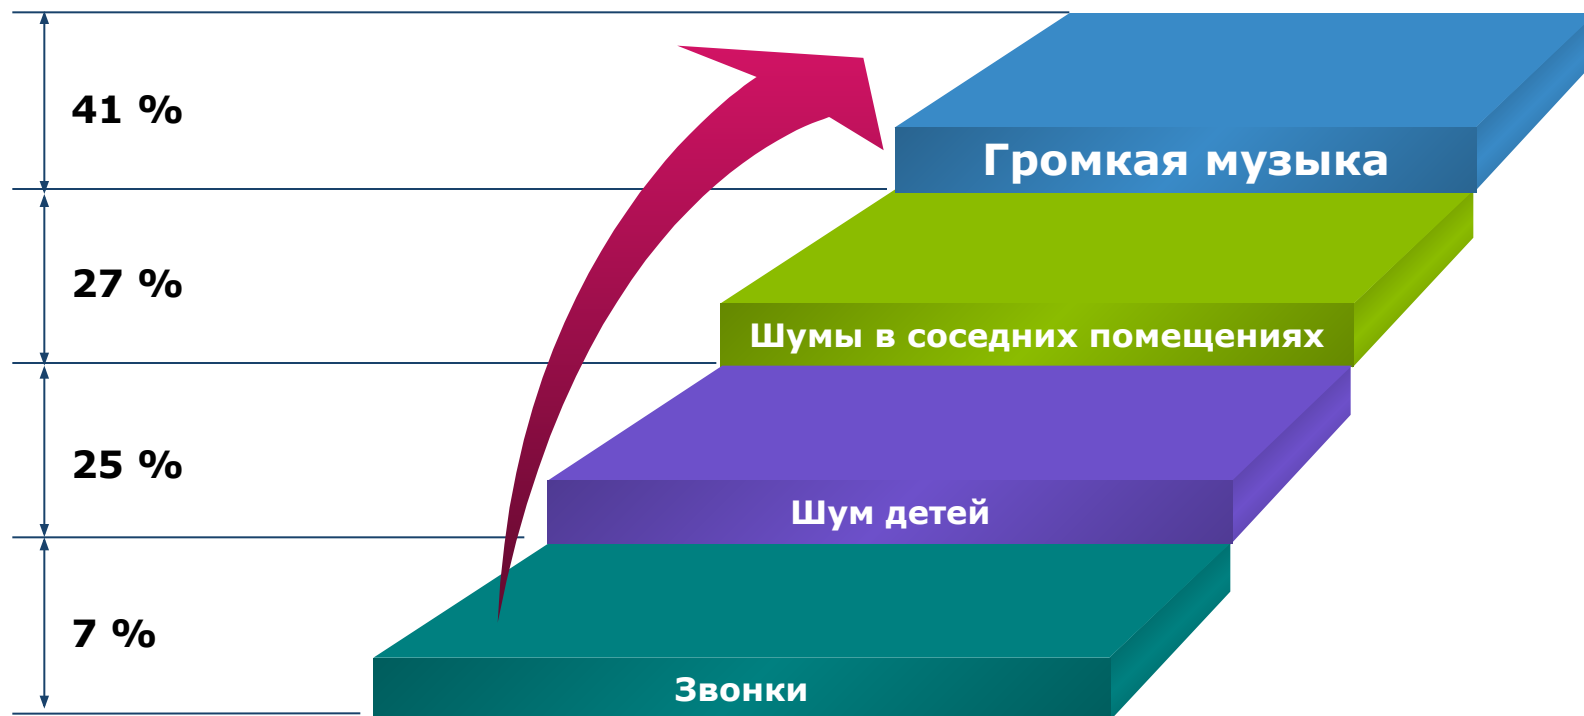 41 %
Громкая музыка
27 %
Шумы в соседних помещениях
25 %
Шум детей
7 %
Звонки